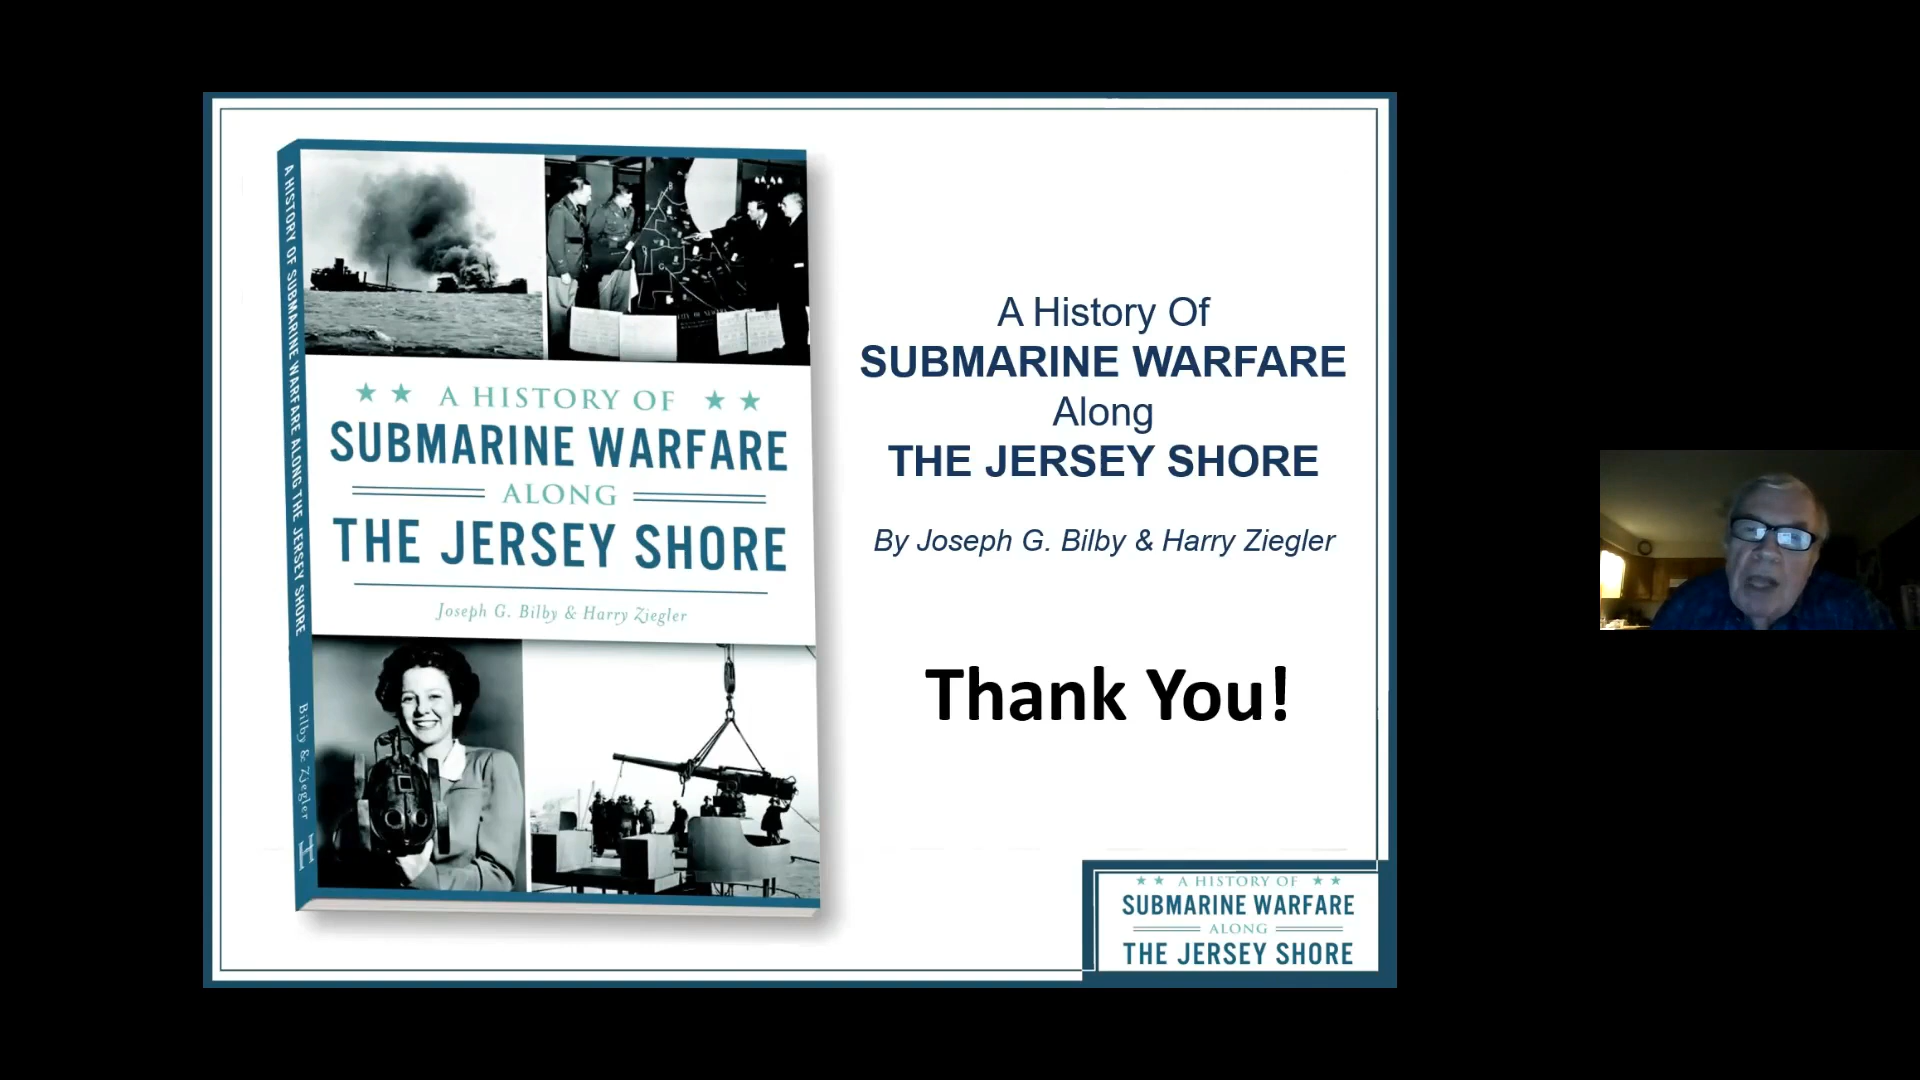 A HISTORY OF SUBMARINE WARFARE ALONG THE JERSEY SHORE
Bilby & Ziegler
A HISTORY OF
SUBMARINE WARFARE
ALONG
THE JERSEY SHORE
Joseph G. Bilby & Harry Ziegler
A History Of
SUBMARINE WARFARE
Along
THE JERSEY SHORE
By Joseph G. Bilby & Harry Ziegler
Thank You!
A HISTORY OF
SUBMARINE WARFARE
ALONG
THE JERSEY SHORE